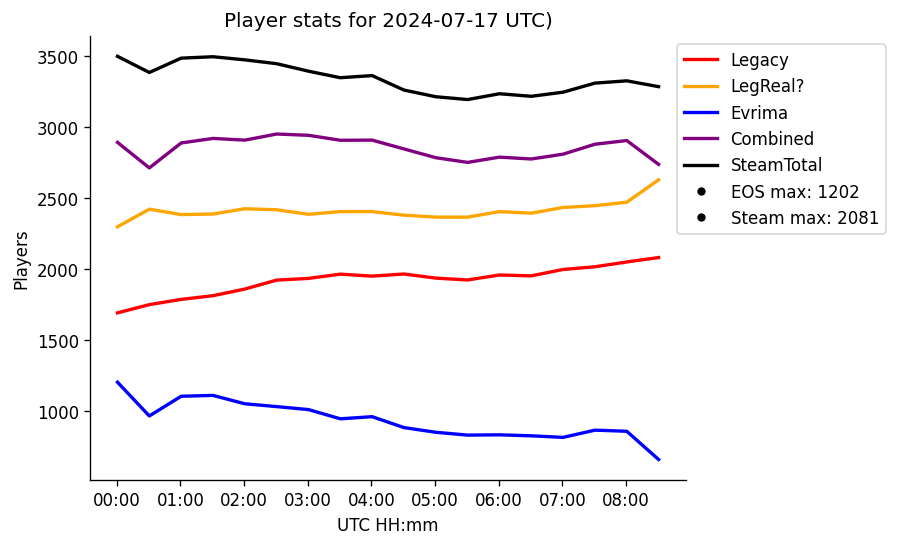 Player stats for 2024-07-17 UTC)
3500
3000
2500
2000
1500
1000
Players
00:00 01:00 02:00 03:00 04:00 05:00 06:00 07:00 08:00
UTC HH:mm
Legacy
LegReal?
Evrima
Combined
SteamTotal
EOS max: 1202
Steam max: 2081